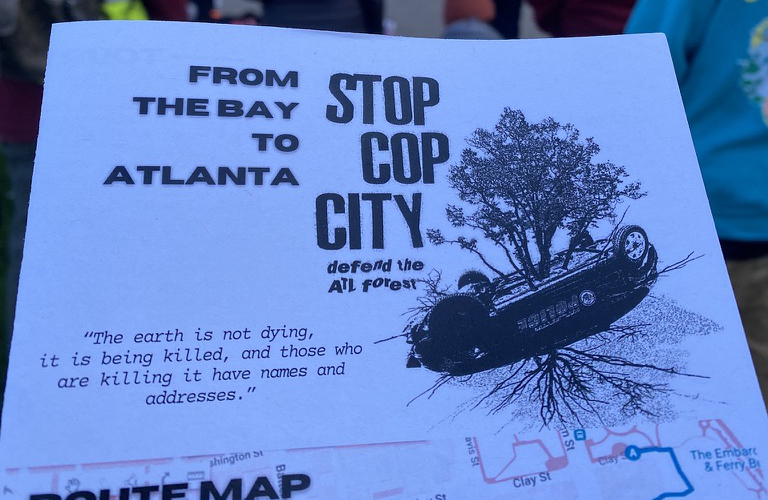 FROM
THE BAY
TO
ATLANTA
STOP
COP
CITY
defend the
ATL forest
POLICE
“The earth is not dying,
it is being killed, and those who
are killing it have names and
addresses.”
ROUTE MAP
Clay St
Clay
A
The Embarc
& Ferry Bu